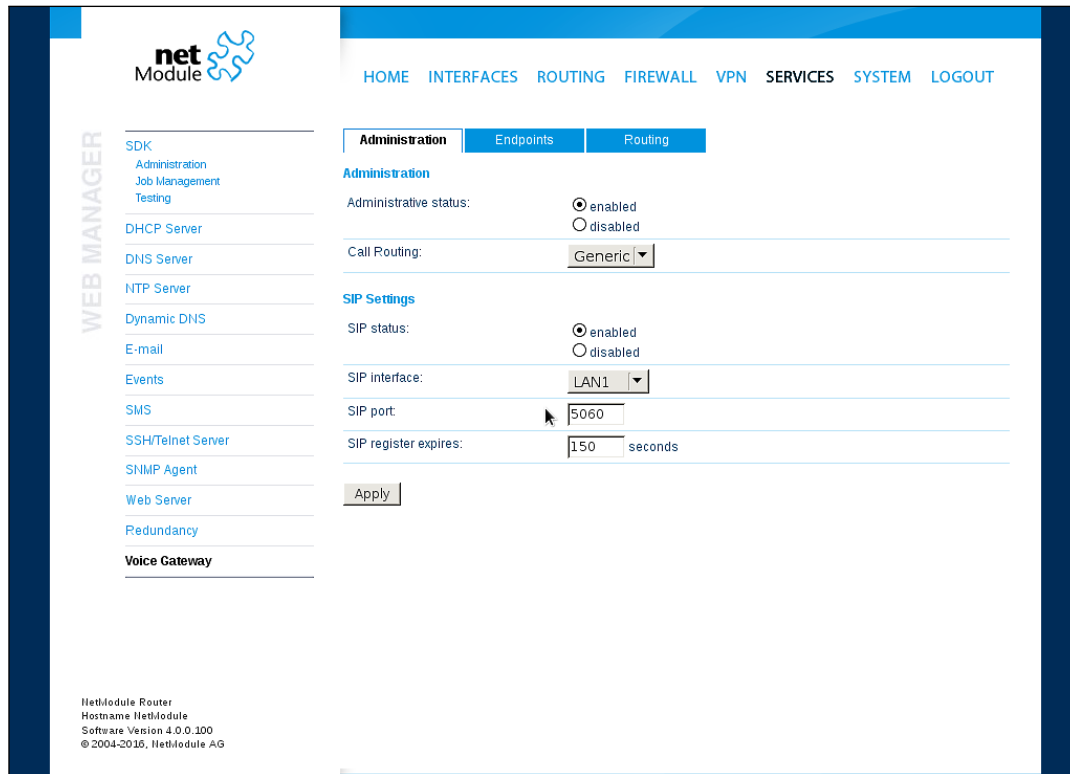 net
Module
HOME INTERFACES ROUTING FIREWALL VPN SERVICES SYSTEM LOGOUT
WEB MANAGER
SDK
Administration
Job Management
Testing
DHCP Server
DNS Server
NTP Server
Dynamic DNS
E-mail
Events
SMS
SSH/Telnet Server
SNMP Agent
Web Server
Redundancy
Voice Gateway
Administration Endpoints Routing
Administration
Administrative status: enabled
disabled
Call Routing: Generic
SIP Settings
SIP status: enabled
disabled
SIP interface: LAN1
SIP port: 5060
SIP register expires: 150 seconds
Apply
NetModule Router
Hostname NetModule
Software Version 4.0.0.100
© 2004-2016, NetModule AG